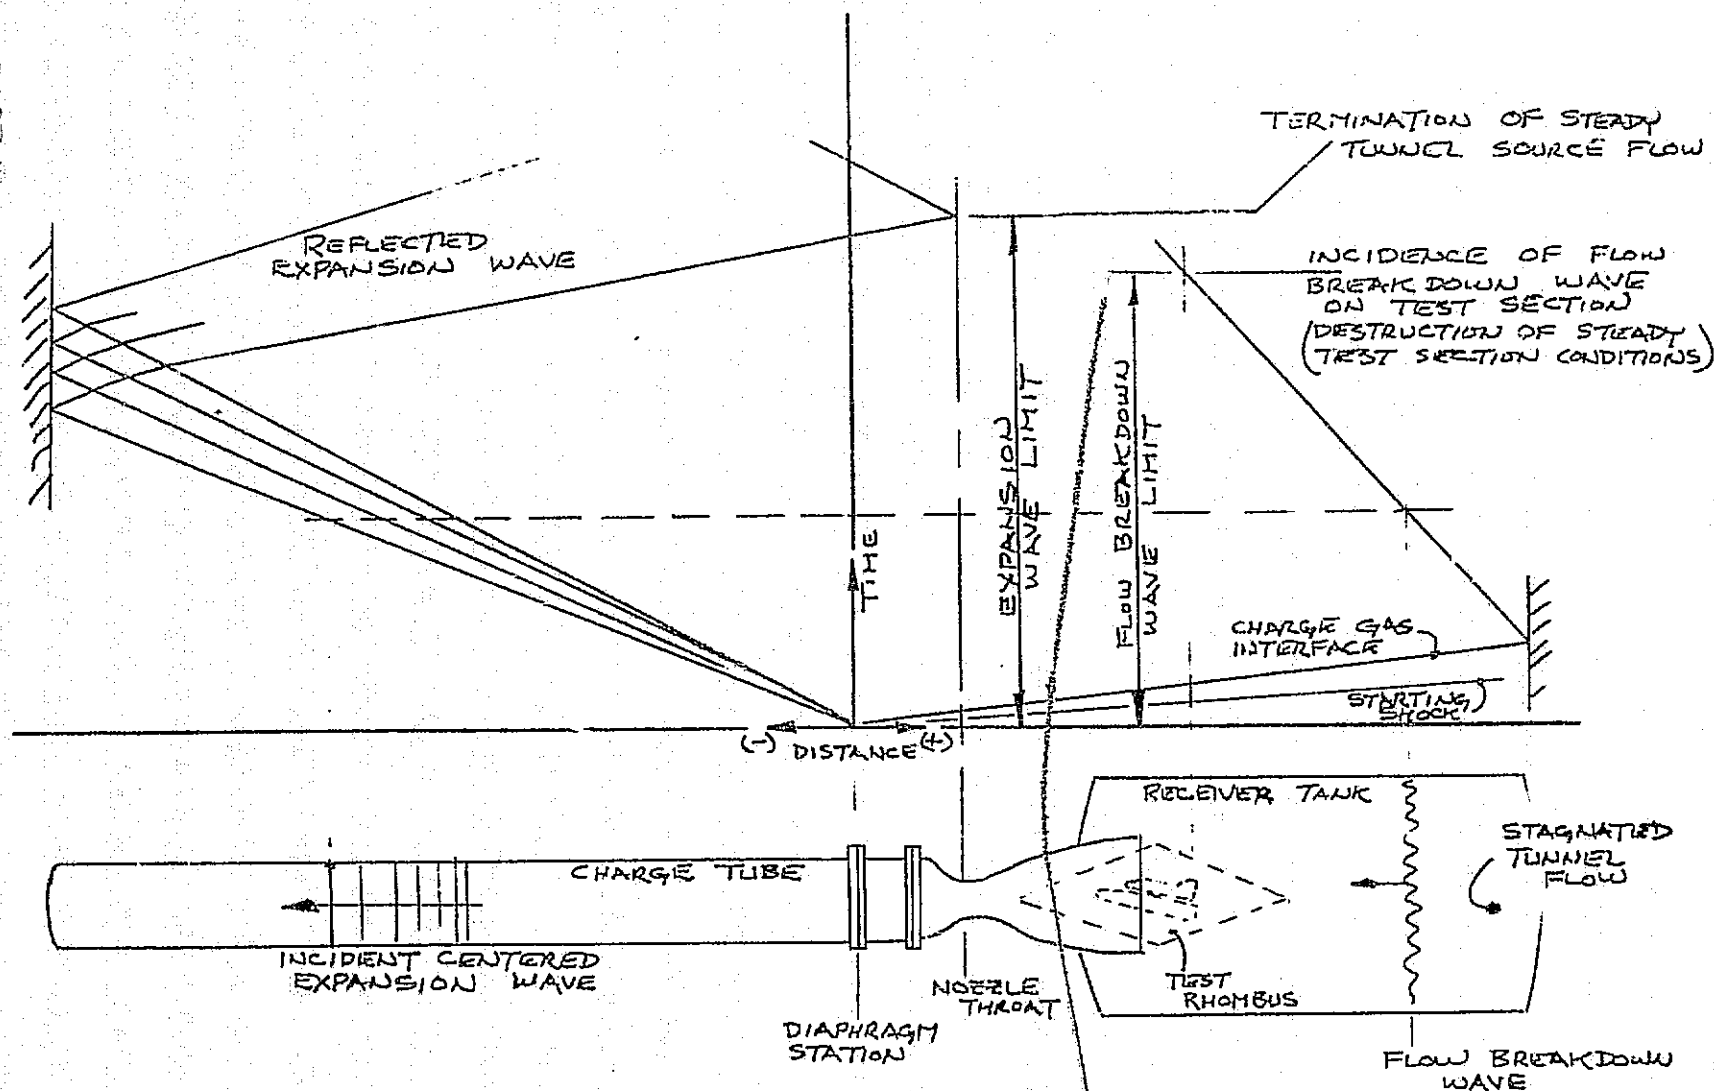 TERMINATION OF STEADY
TUNNEL SOURCE FLOW
REFLECTED
EXPANSION WAVE
INCIDENCE OF FLOW
BREAKDOWN WAVE
ON TEST SECTION
(DESTRUCTION OF STEADY
TEST SECTION CONDITIONS)
EXPANSION
WAVE LIMIT
FLOW BREAKDOWN
WAVE LIMIT
TIME
CHARGE GAS
INTERFACE
STARTING
SHOCK
(-) DISTANCE (+)
RECEIVER TANK
STAGNATED
TUNNEL
FLOW
CHARGE TUBE
INCIDENT CENTERED
EXPANSION WAVE
NOZZLE
THROAT
TEST
RHOMBUS
DIAPHRAGM
STATION
FLOW BREAKDOWN
WAVE